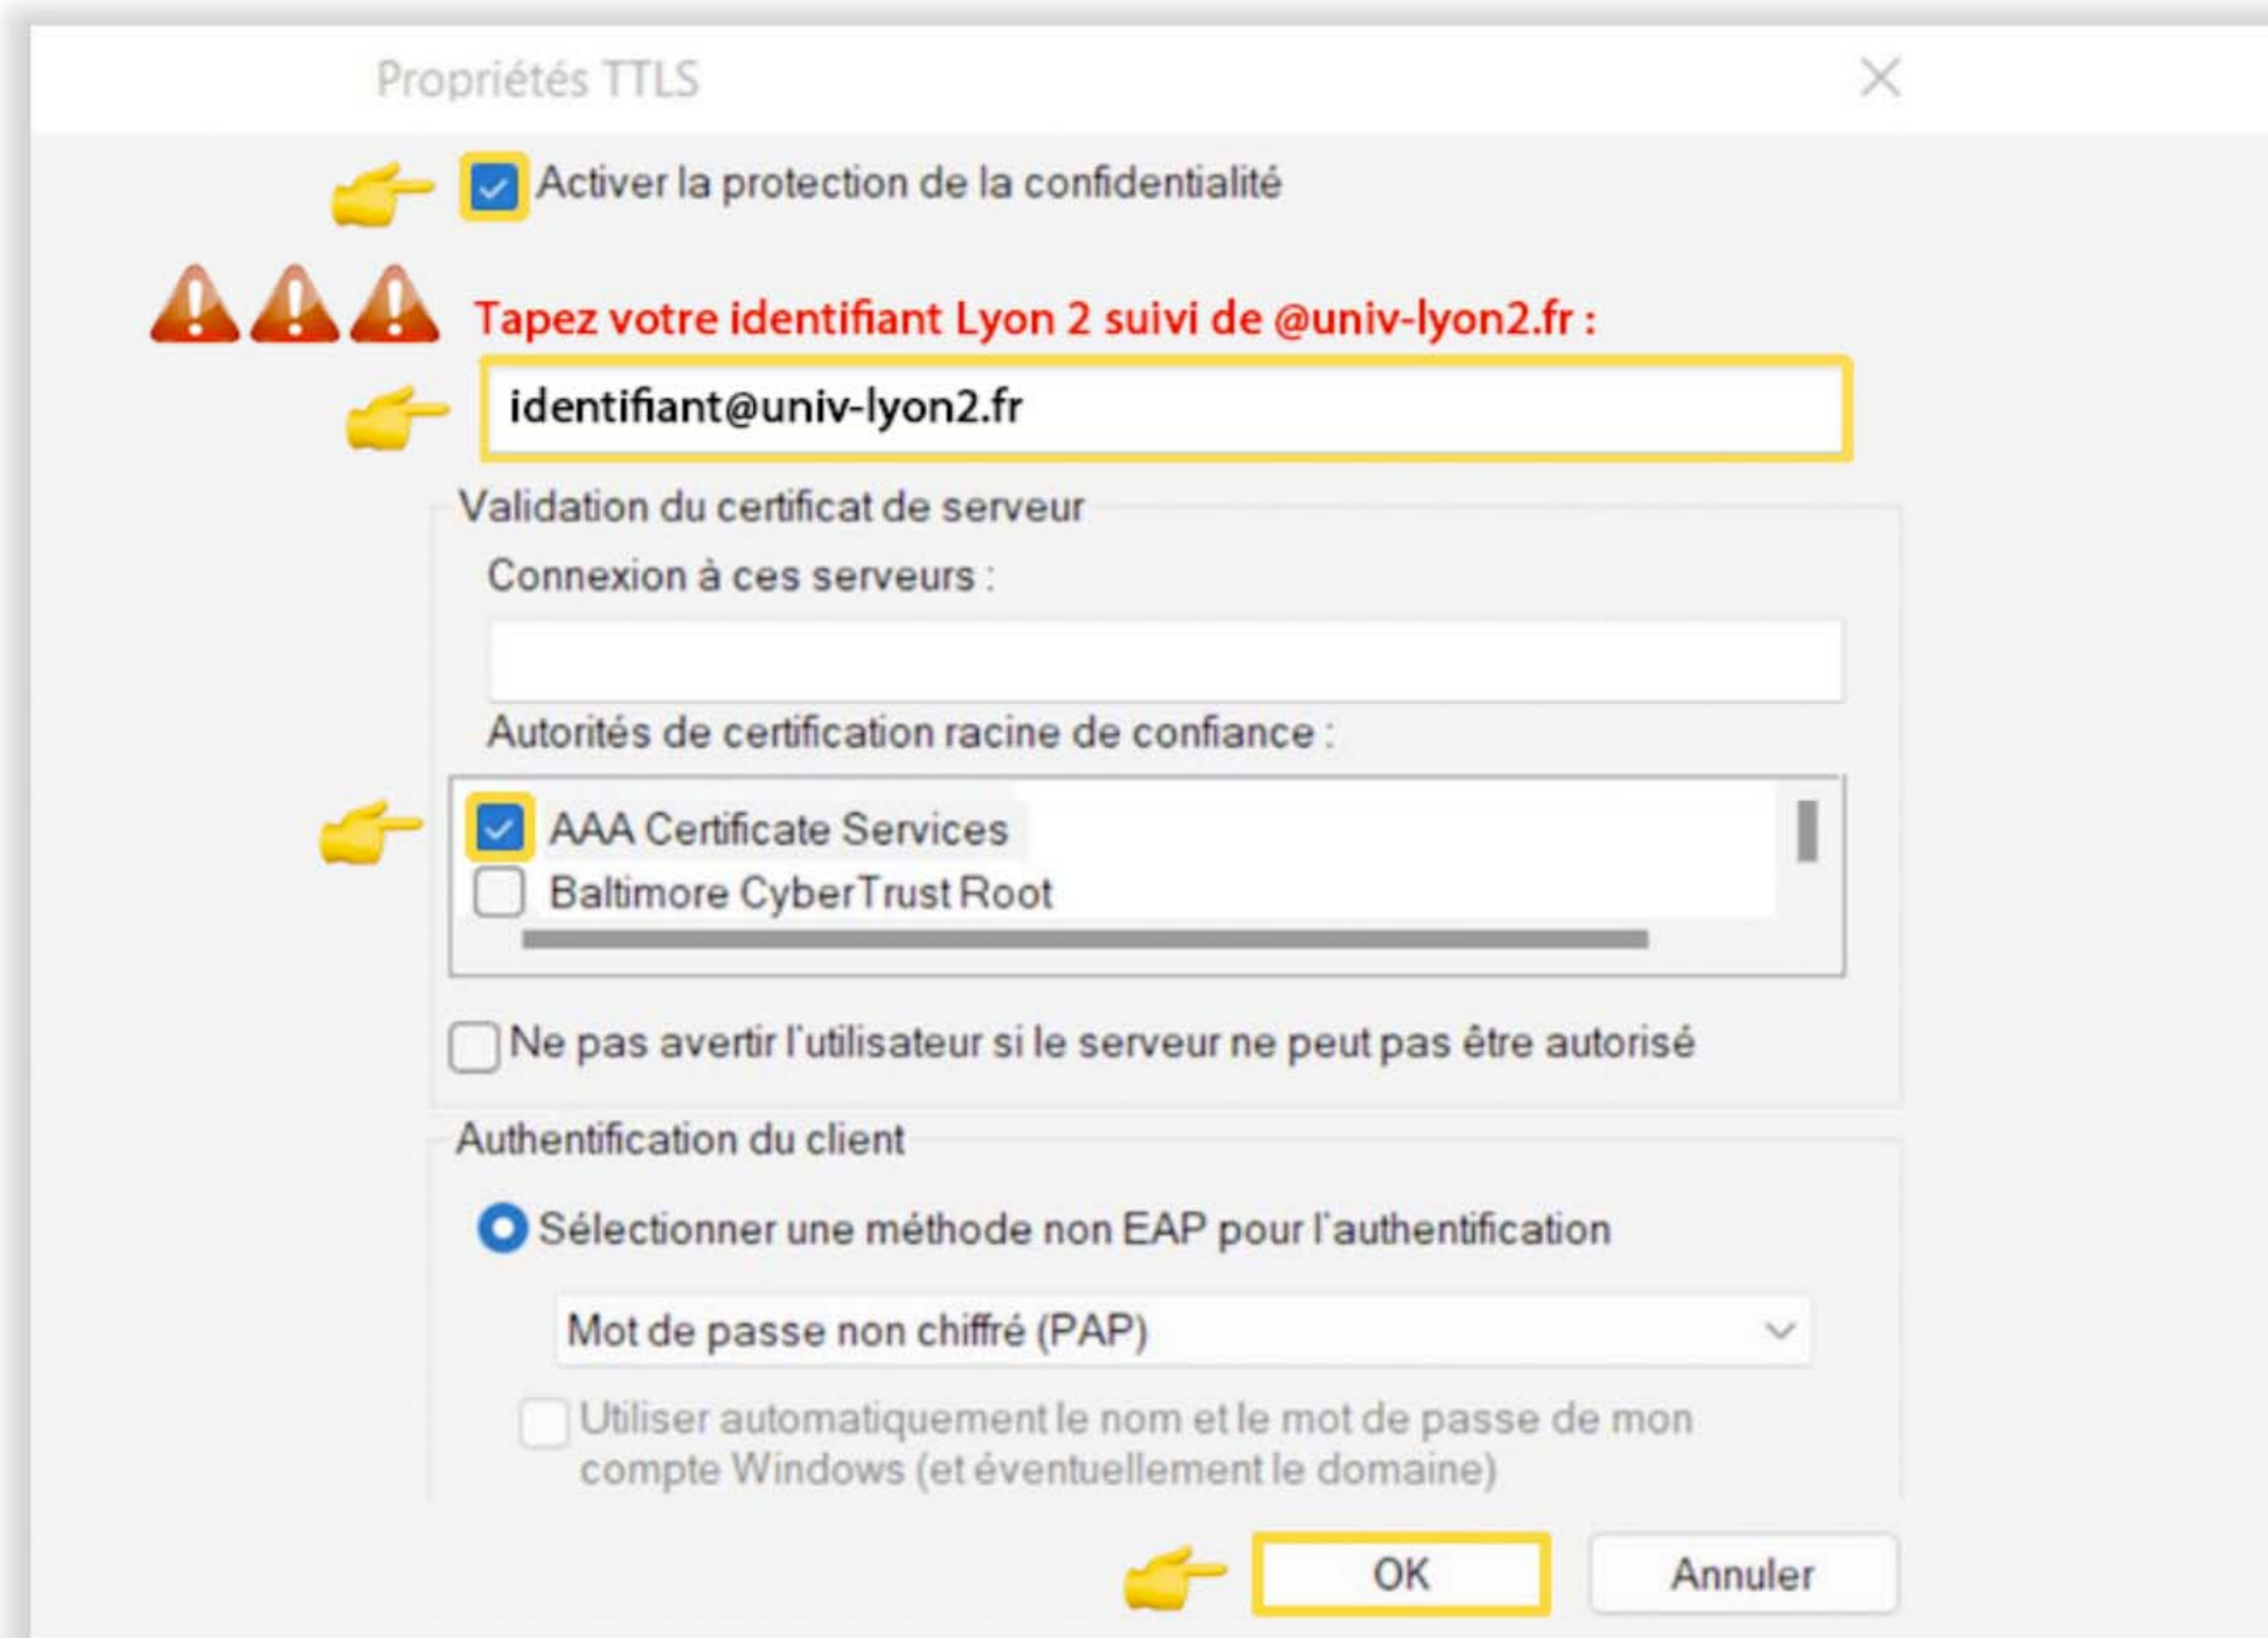 Propriétés TTLS
Activer la protection de la confidentialité
Tapez votre identifiant Lyon 2 suivi de @univ-lyon2.fr :
identifiant@univ-lyon2.fr
Validation du certificat de serveur
Connexion à ces serveurs :
Autorités de certification racine de confiance :
AAA Certificate Services
Baltimore CyberTrust Root
Ne pas avertir l'utilisateur si le serveur ne peut pas être autorisé
Authentification du client
Sélectionner une méthode non EAP pour l'authentification
Mot de passe non chiffré (PAP)
Utiliser automatiquement le nom et le mot de passe de mon
compte Windows (et éventuellement le domaine)
OK
Annuler